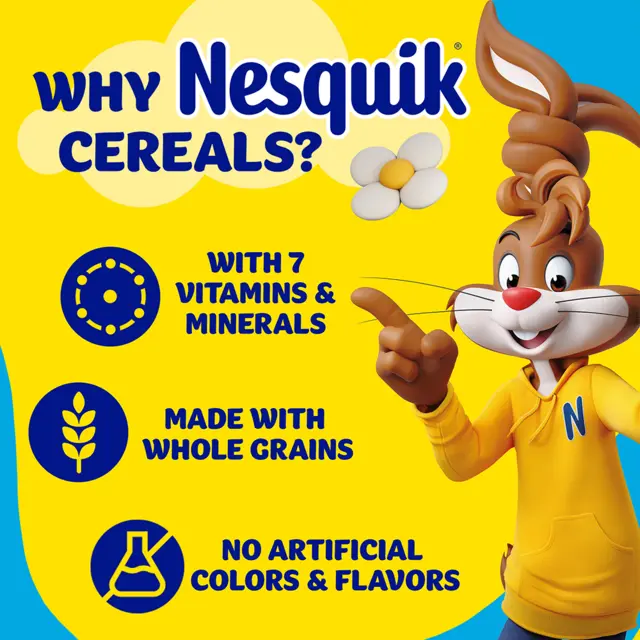 WHY Nesquik®
CEREALS?
WITH 7
VITAMINS &
MINERALS
MADE WITH
WHOLE GRAINS
NO ARTIFICIAL
COLORS & FLAVORS
N